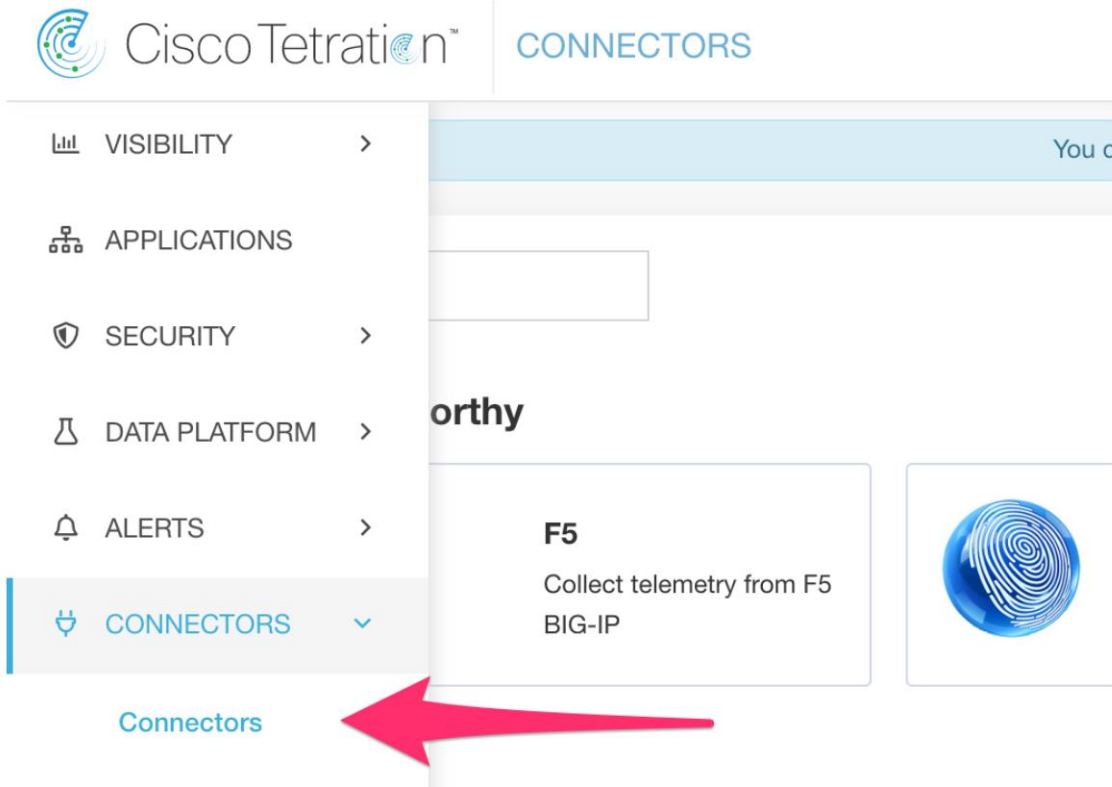 Cisco Tetration™
CONNECTORS
VISIBILITY
You
APPLICATIONS
SECURITY
orthy
DATA PLATFORM
ALERTS
F5
Collect telemetry from F5
BIG-IP
CONNECTORS
Connectors